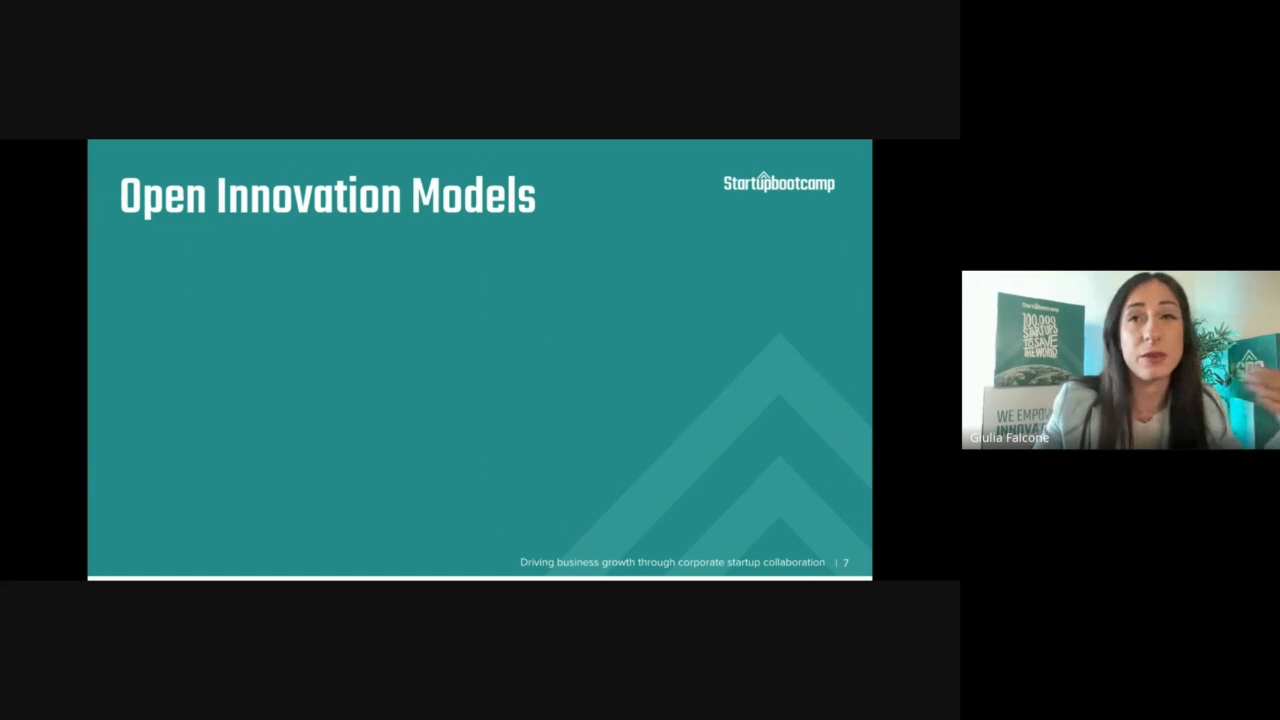 Open Innovation Models
Startupbootcamp
Driving business growth through corporate startup collaboration | 7
Startupbootcamp
100,000
STARTUPS
TO SAVE
THE WORLD
WE EMPOW
INNOVAT
Giulia Falcone